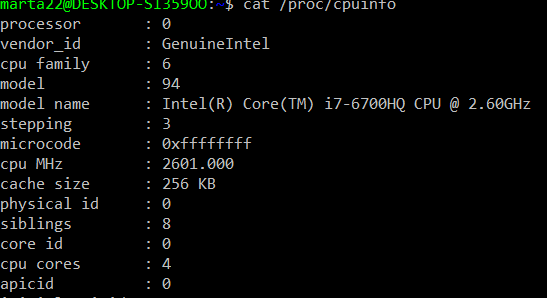 marta22@DESKTOP-S1359OO:~$ cat /proc/cpuinfo
processor : 0
vendor_id : GenuineIntel
cpu family : 6
model : 94
model name : Intel(R) Core(TM) i7-6700HQ CPU @ 2.60GHz
stepping : 3
microcode : 0xffffffff
cpu MHz : 2601.000
cache size : 256 KB
physical id : 0
siblings : 8
core id : 0
cpu cores : 4
apicid : 0